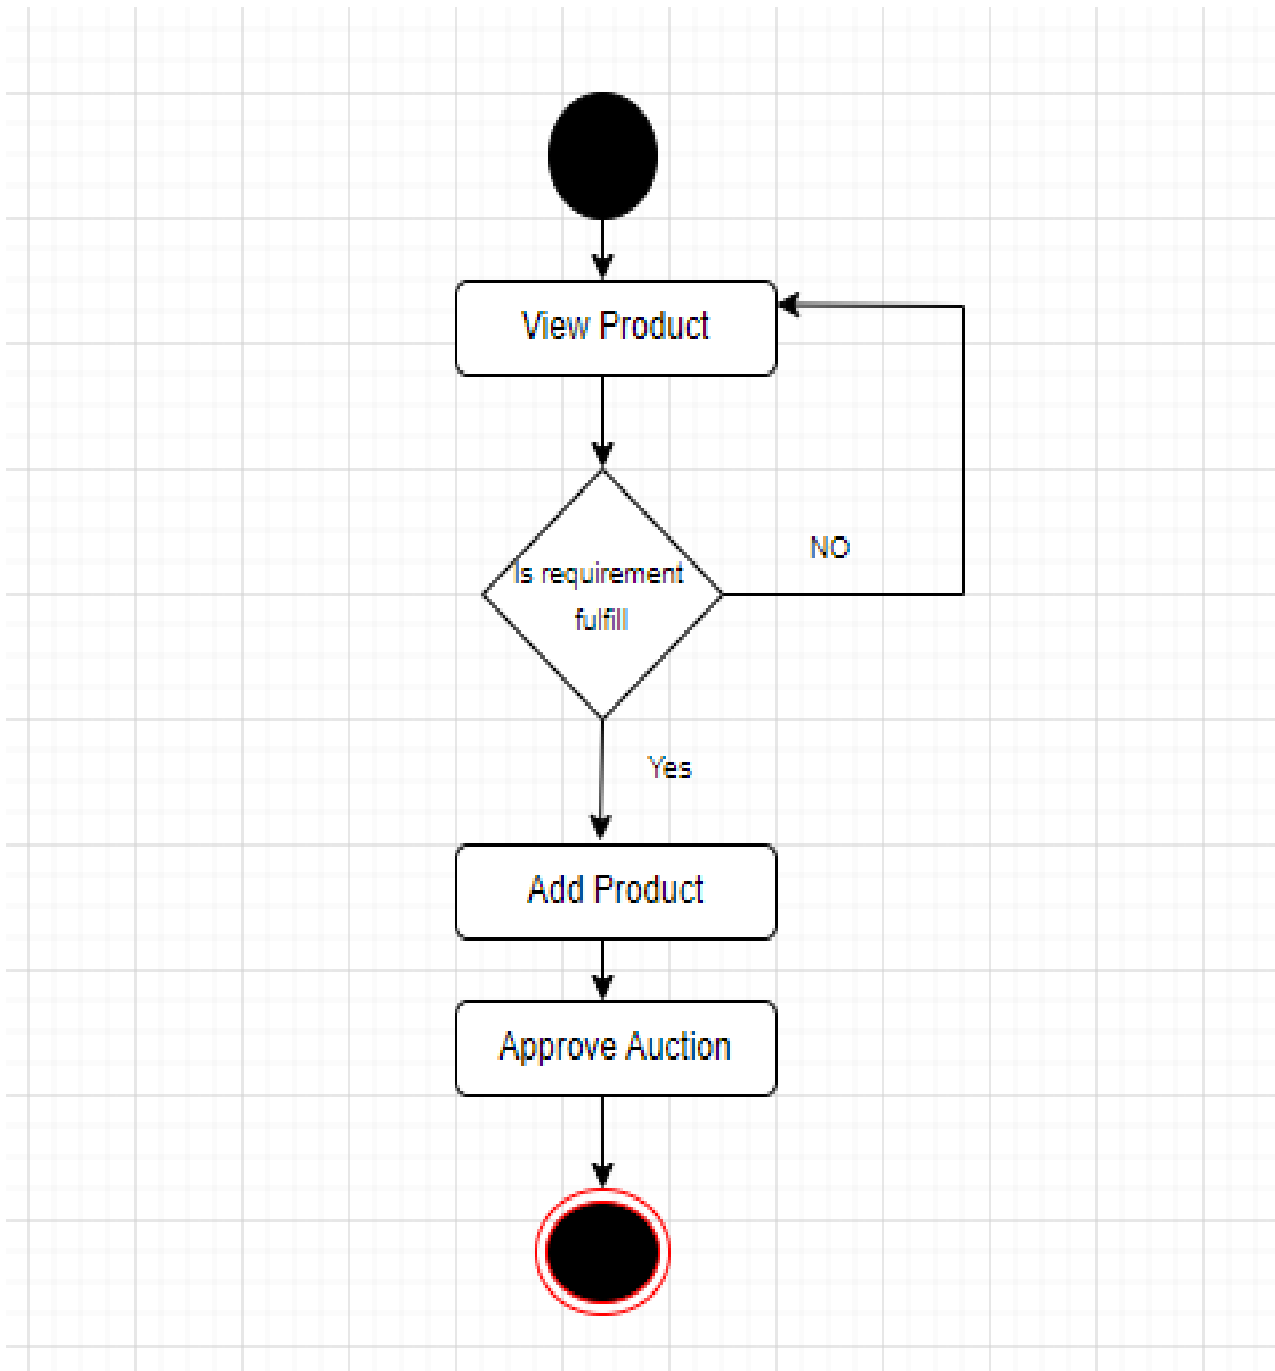 View Product
Is requirement
fulfill
NO
Yes
Add Product
Approve Auction